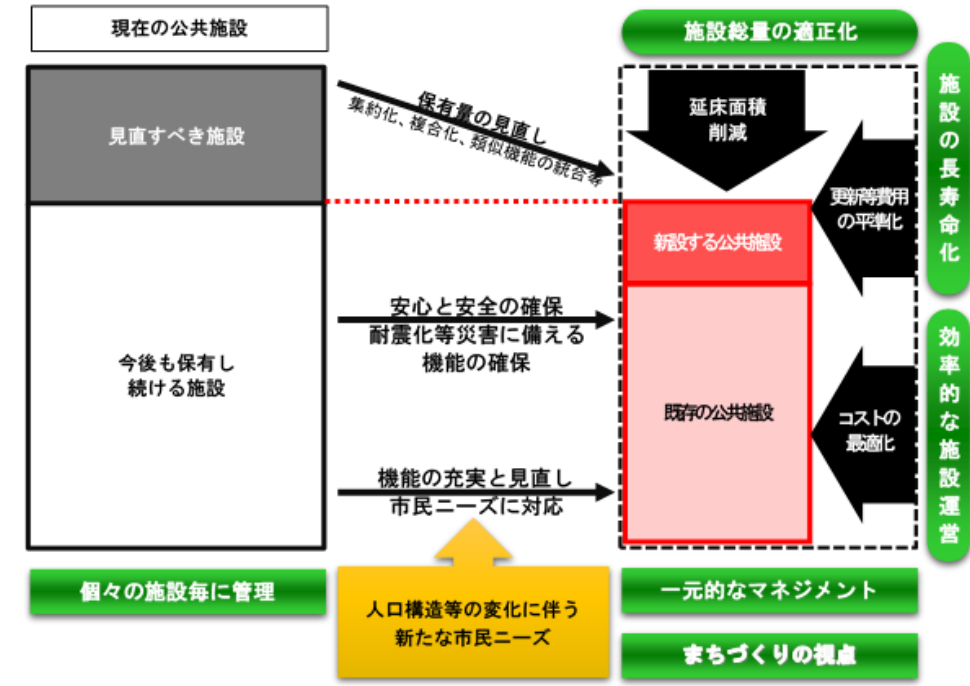 現在の公共施設
見直すべき施設
今後も保有し
続ける施設
個々の施設毎に管理
保有量の見直し
集約化、複合化、類似機能の統合等
安心と安全の確保
耐震化等災害に備える
機能の確保
機能の充実と見直し
市民ニーズに対応
人口構造等の変化に伴う
新たな市民ニーズ
施設総量の適正化
延床面積
削減
新設する公共施設
既存の公共施設
更新等費用
の平準化
コストの
最適化
施設の長寿命化
効率的な施設運営
一元的なマネジメント
まちづくりの視点